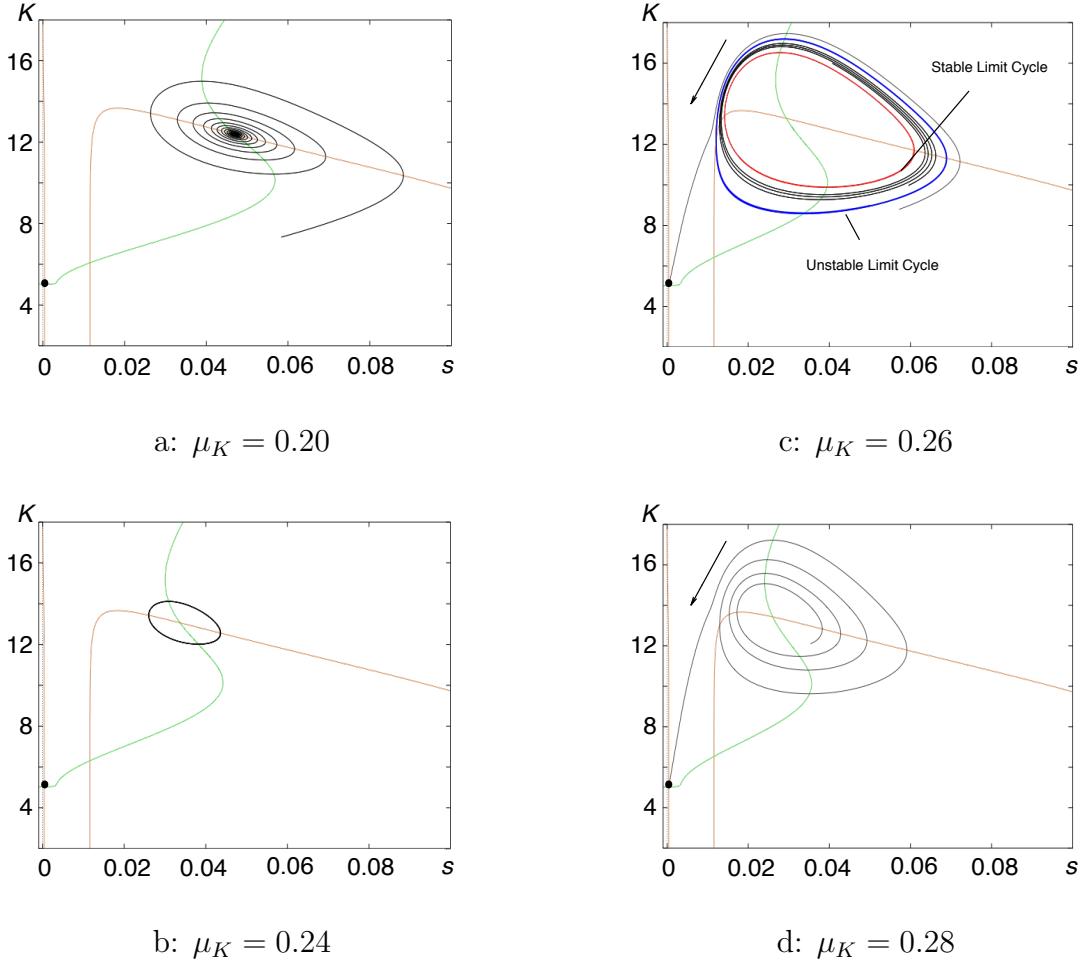 K
16
12
8
4
0
0.02
0.04
0.06
0.08
s
a: μ_K = 0.20
K
16
12
8
4
0
0.02
0.04
0.06
0.08
s
Stable Limit Cycle
Unstable Limit Cycle
c: μ_K = 0.26
K
16
12
8
4
0
0.02
0.04
0.06
0.08
s
b: μ_K = 0.24
K
16
12
8
4
0
0.02
0.04
0.06
0.08
s
d: μ_K = 0.28